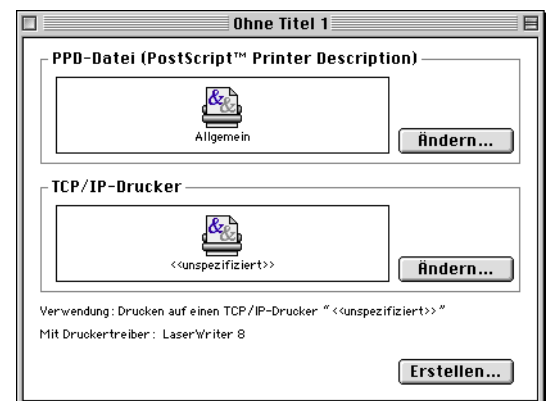 Ohne Titel 1
PPD-Datei (PostScript™ Printer Description)
&&
Allgemein
Ändern...
TCP/IP-Drucker
&&
<<unspezifiziert>>
Ändern...
Verwendung: Drucken auf einen TCP/IP-Drucker "<<unspezifiziert>>"
Mit Druckertreiber: LaserWriter 8
Erstellen...